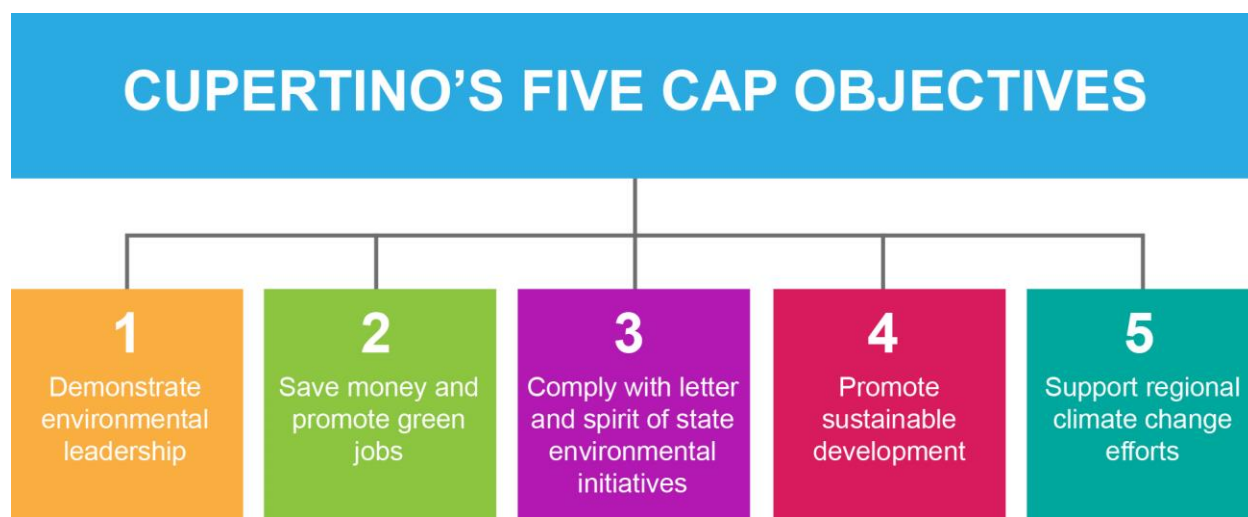 CUPERTINO’S FIVE CAP OBJECTIVES
1
Demonstrate
environmental
leadership
2
Save money and
promote green
jobs
3
Comply with letter
and spirit of state
environmental
initiatives
4
Promote
sustainable
development
5
Support regional
climate change
efforts